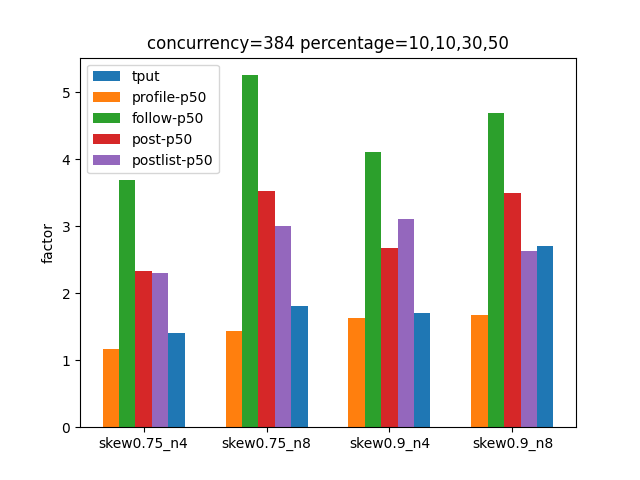 concurrency=384 percentage=10,10,30,50
tput
profile-p50
follow-p50
post-p50
postlist-p50
factor
5
4
3
2
1
0
skew0.75_n4 skew0.75_n8 skew0.9_n4 skew0.9_n8